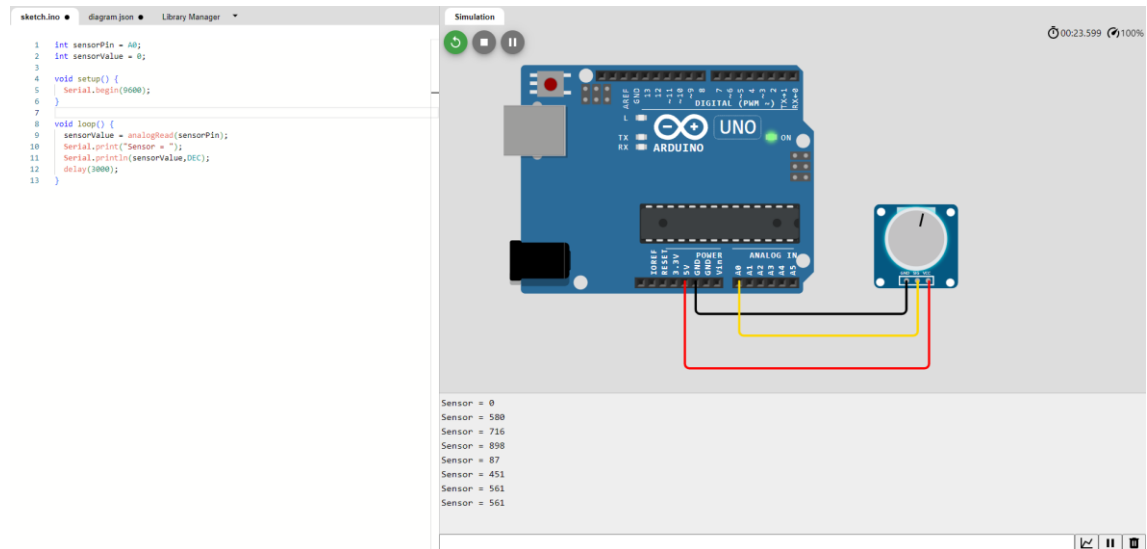 sketch.ino ●
diagram.json ●
Library Manager
1 int sensorPin = A0;
2 int sensorValue = 0;
3
4 void setup() {
5 Serial.begin(9600);
6 }
7
8 void loop() {
9 sensorValue = analogRead(sensorPin);
10 Serial.print("Sensor = ");
11 Serial.println(sensorValue,DEC);
12 delay(3000);
13 }
Simulation
00:23.599 100%
AREF
GND
13
12
~11
~10
~9
8
7
~6
~5
4
~3
2
TX→1
RX←0
DIGITAL (PWM ~)
L
TX
RX
UNO
ARDUINO
ON
POWER
ANALOG IN
IOREF
RESET
3.3V
5V
GND
GND
Vin
A0
A1
A2
A3
A4
A5
GND SIG VCC
Sensor = 0
Sensor = 580
Sensor = 716
Sensor = 898
Sensor = 87
Sensor = 451
Sensor = 561
Sensor = 561